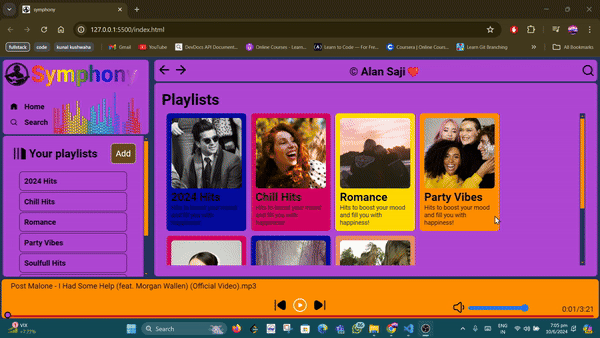 symphony
127.0.0.1:5500/index.html
fullstack code kunal kushwaha Gmail YouTube DevDocs API Document... Online Courses - Learn... Learn to Code — For Fre... Coursera | Online Cours... Learn Git Branching All Bookmarks
Symphony
© Alan Saji
Home
Search
Your playlists
Add
2024 Hits
Chill Hits
Romance
Party Vibes
Soulfull Hits
Playlists
2024 Hits
Hits to boost your mood
and fill you with
happiness!
Chill Hits
Hits to boost your mood
and fill you with
happiness!
Romance
Hits to boost your mood
and fill you with
happiness!
Party Vibes
Hits to boost your mood
and fill you with
happiness!
Post Malone - I Had Some Help (feat. Morgan Wallen) (Official Video).mp3
0:01/3:21
VIX
+7.77%
Search
ENG
IN
7:05 pm
10/6/2024